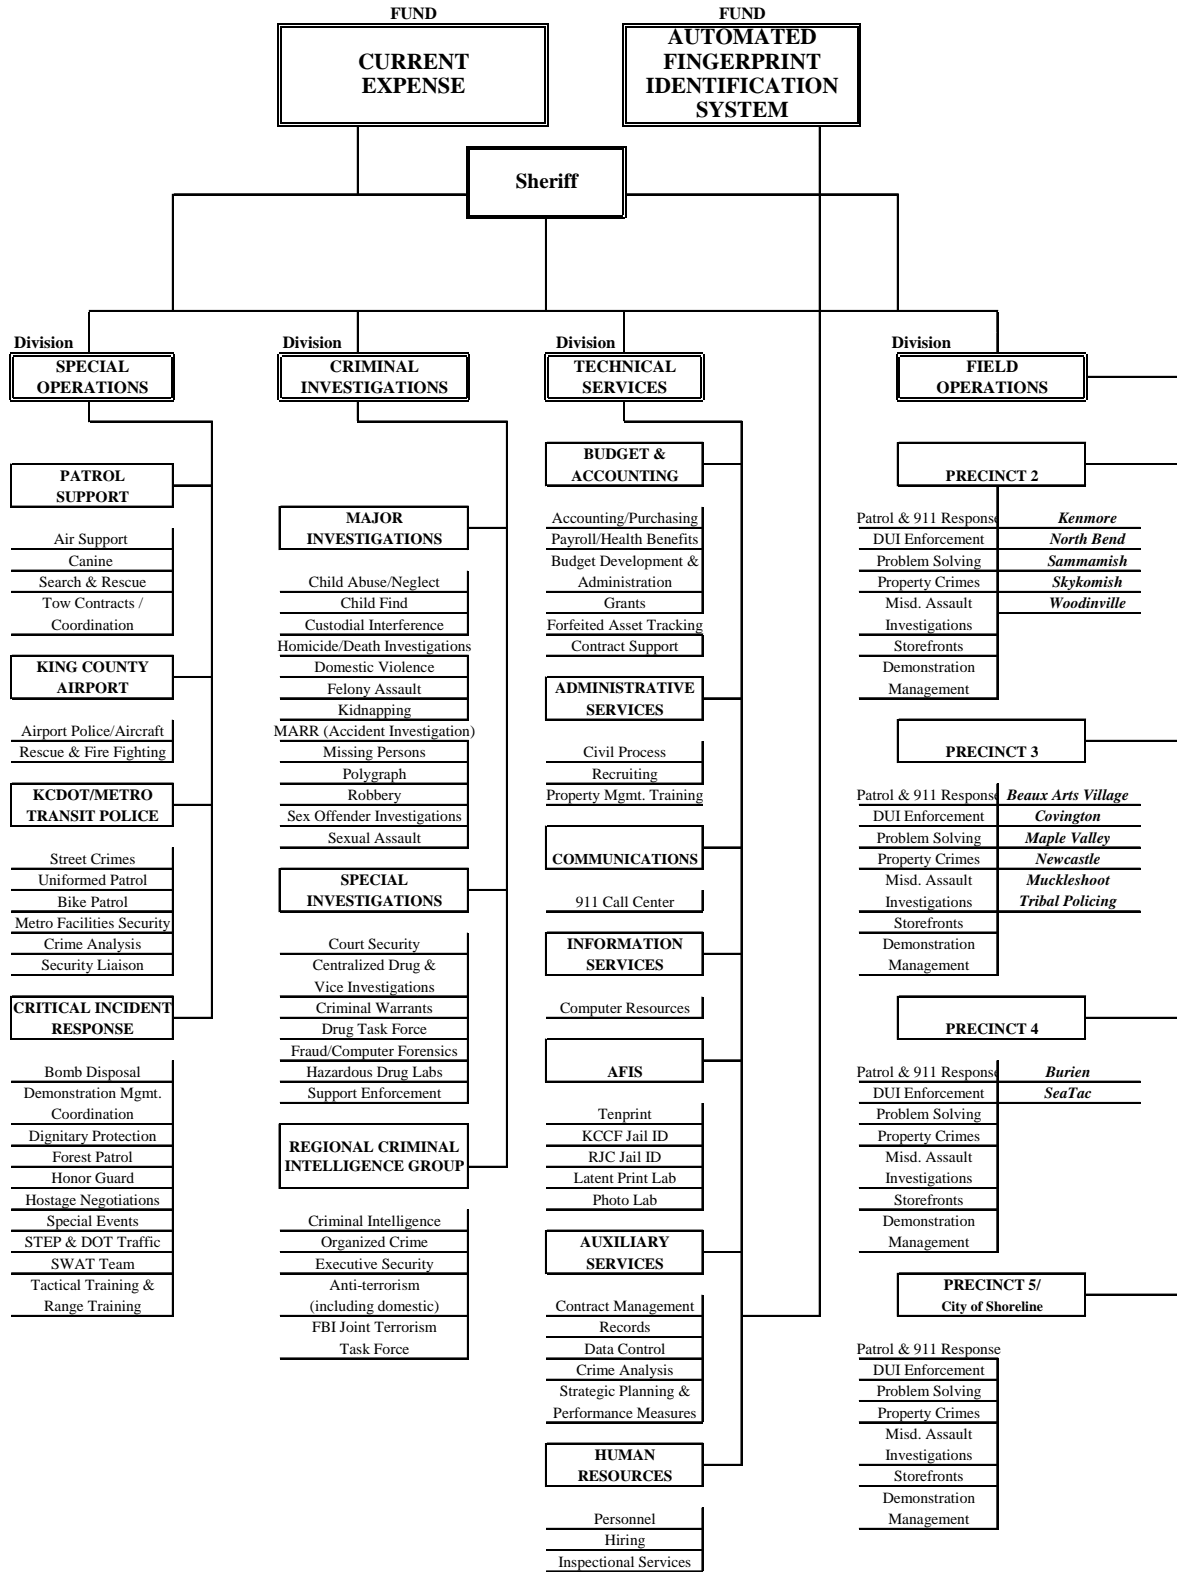 FUND
CURRENT
EXPENSE
FUND
AUTOMATED
FINGERPRINT
IDENTIFICATION
SYSTEM
Sheriff
Division
SPECIAL
OPERATIONS
PATROL
SUPPORT
Air Support
Canine
Search & Rescue
Tow Contracts /
Coordination
KING COUNTY
AIRPORT
Airport Police/Aircraft
Rescue & Fire Fighting
KCDOT/METRO
TRANSIT POLICE
Street Crimes
Uniformed Patrol
Bike Patrol
Metro Facilities Security
Crime Analysis
Security Liaison
CRITICAL INCIDENT
RESPONSE
Bomb Disposal
Demonstration Mgmt.
Coordination
Dignitary Protection
Forest Patrol
Honor Guard
Hostage Negotiations
Special Events
STEP & DOT Traffic
SWAT Team
Tactical Training &
Range Training
Division
CRIMINAL
INVESTIGATIONS
MAJOR
INVESTIGATIONS
Child Abuse/Neglect
Child Find
Custodial Interference
Homicide/Death Investigations
Domestic Violence
Felony Assault
Kidnapping
MARR (Accident Investigation)
Missing Persons
Polygraph
Robbery
Sex Offender Investigations
Sexual Assault
SPECIAL
INVESTIGATIONS
Court Security
Centralized Drug &
Vice Investigations
Criminal Warrants
Drug Task Force
Fraud/Computer Forensics
Hazardous Drug Labs
Support Enforcement
REGIONAL CRIMINAL
INTELLIGENCE GROUP
Criminal Intelligence
Organized Crime
Executive Security
Anti-terrorism
(including domestic)
FBI Joint Terrorism
Task Force
Division
TECHNICAL
SERVICES
BUDGET &
ACCOUNTING
Accounting/Purchasing
Payroll/Health Benefits
Budget Development &
Administration
Grants
Forfeited Asset Tracking
Contract Support
ADMINISTRATIVE
SERVICES
Civil Process
Recruiting
Property Mgmt. Training
COMMUNICATIONS
911 Call Center
INFORMATION
SERVICES
Computer Resources
AFIS
Tenprint
KCCF Jail ID
RJC Jail ID
Latent Print Lab
Photo Lab
AUXILIARY
SERVICES
Contract Management
Records
Data Control
Crime Analysis
Strategic Planning &
Performance Measures
HUMAN
RESOURCES
Personnel
Hiring
Inspectional Services
Division
FIELD
OPERATIONS
PRECINCT 2
Patrol & 911 Response
DUI Enforcement
Problem Solving
Property Crimes
Misd. Assault
Investigations
Storefronts
Demonstration
Management
Kenmore
North Bend
Sammamish
Skykomish
Woodinville
PRECINCT 3
Patrol & 911 Response
DUI Enforcement
Problem Solving
Property Crimes
Misd. Assault
Investigations
Storefronts
Demonstration
Management
Beaux Arts Village
Covington
Maple Valley
Newcastle
Muckleshoot
Tribal Policing
PRECINCT 4
Patrol & 911 Response
DUI Enforcement
Problem Solving
Property Crimes
Misd. Assault
Investigations
Storefronts
Demonstration
Management
Burien
SeaTac
PRECINCT 5/
City of Shoreline
Patrol & 911 Response
DUI Enforcement
Problem Solving
Property Crimes
Misd. Assault
Investigations
Storefronts
Demonstration
Management